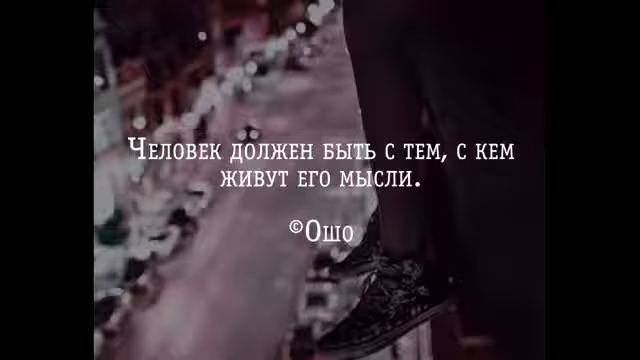 Человек должен быть с тем, с кем
живут его мысли.
©Ошо